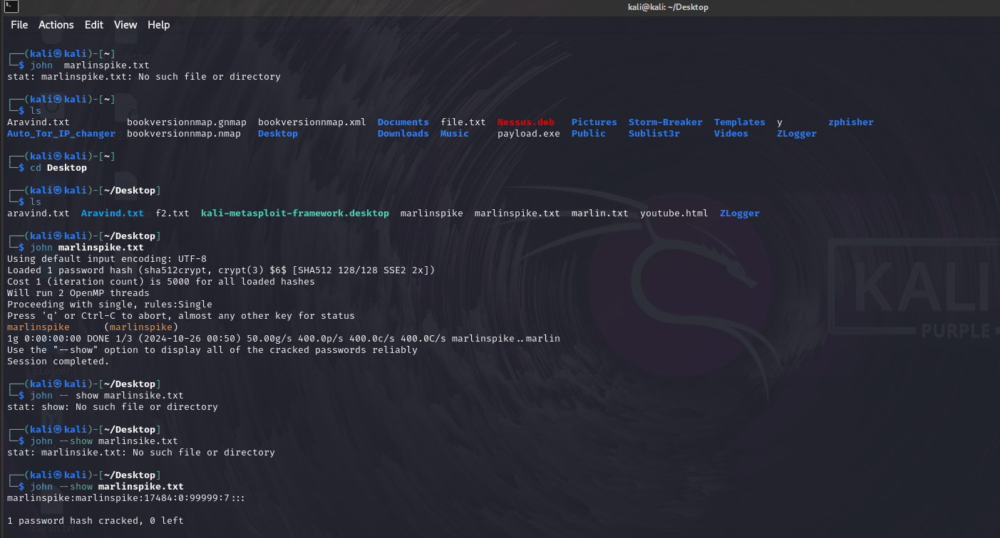 kali@kali: ~/Desktop
File Actions Edit View Help
┌──(kali㉿kali)-[~]
└─$ john  marlinspike.txt
stat: marlinspike.txt: No such file or directory
┌──(kali㉿kali)-[~]
└─$ ls
Aravind.txt bookversionnmap.gnmap bookversionnmap.xml Documents file.txt Nessus.deb Pictures Storm-Breaker Templates y zphisher
Auto_Tor_IP_changer bookversionnmap.nmap Desktop Downloads Music payload.exe Public Sublist3r Videos ZLogger
┌──(kali㉿kali)-[~]
└─$ cd Desktop
┌──(kali㉿kali)-[~/Desktop]
└─$ ls
aravind.txt Aravind.txt f2.txt kali-metasploit-framework.desktop marlinspike marlinspike.txt marlin.txt youtube.html ZLogger
┌──(kali㉿kali)-[~/Desktop]
└─$ john marlinspike.txt
Using default input encoding: UTF-8
Loaded 1 password hash (sha512crypt, crypt(3) $6$ [SHA512 128/128 SSE2 2x])
Cost 1 (iteration count) is 5000 for all loaded hashes
Will run 2 OpenMP threads
Proceeding with single, rules:Single
Press 'q' or Ctrl-C to abort, almost any other key for status
marlinspike      (marlinspike)
1g 0:00:00:00 DONE 1/3 (2024-10-26 00:50) 50.00g/s 400.0p/s 400.0c/s 400.0C/s marlinspike..marlin
Use the "--show" option to display all of the cracked passwords reliably
Session completed.
┌──(kali㉿kali)-[~/Desktop]
└─$ john -- show marlinsike.txt
stat: show: No such file or directory
┌──(kali㉿kali)-[~/Desktop]
└─$ john --show marlinsike.txt
stat: marlinsike.txt: No such file or directory
┌──(kali㉿kali)-[~/Desktop]
└─$ john --show marlinspike.txt
marlinspike:marlinspike:17484:0:99999:7:::
1 password hash cracked, 0 left
KALI
PURPLE
ZLogger
marlin.txt